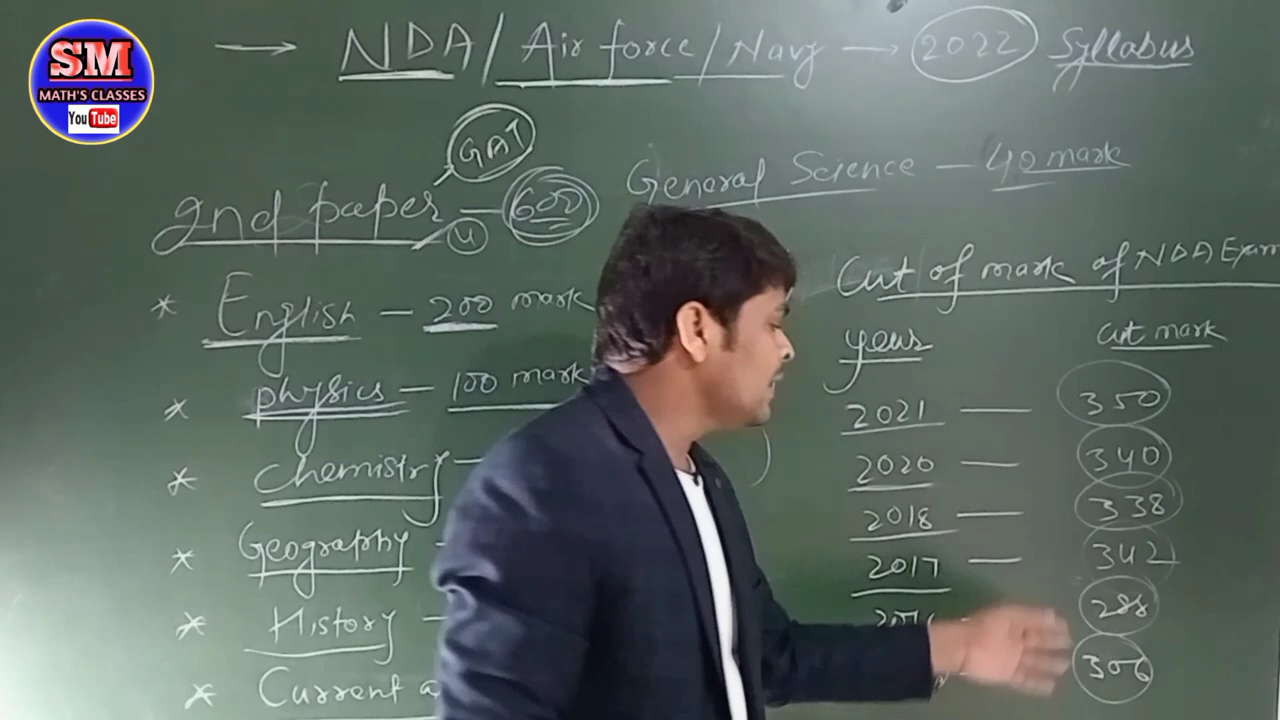 SM
MATH'S CLASSES
YouTube
→ NDA/Air force/Navy → 2022 Syllabus
GAT
2nd paper — 600
General Science — 40 mark
Cut of mark of NDA Exam
* English — 200 mark
years cut mark
* physics — 100 mark
2021 — 350
* chemistry —
2020 — 340
2018 — 338
* Geography —
2017 — 342
* History —
288
* Current
306